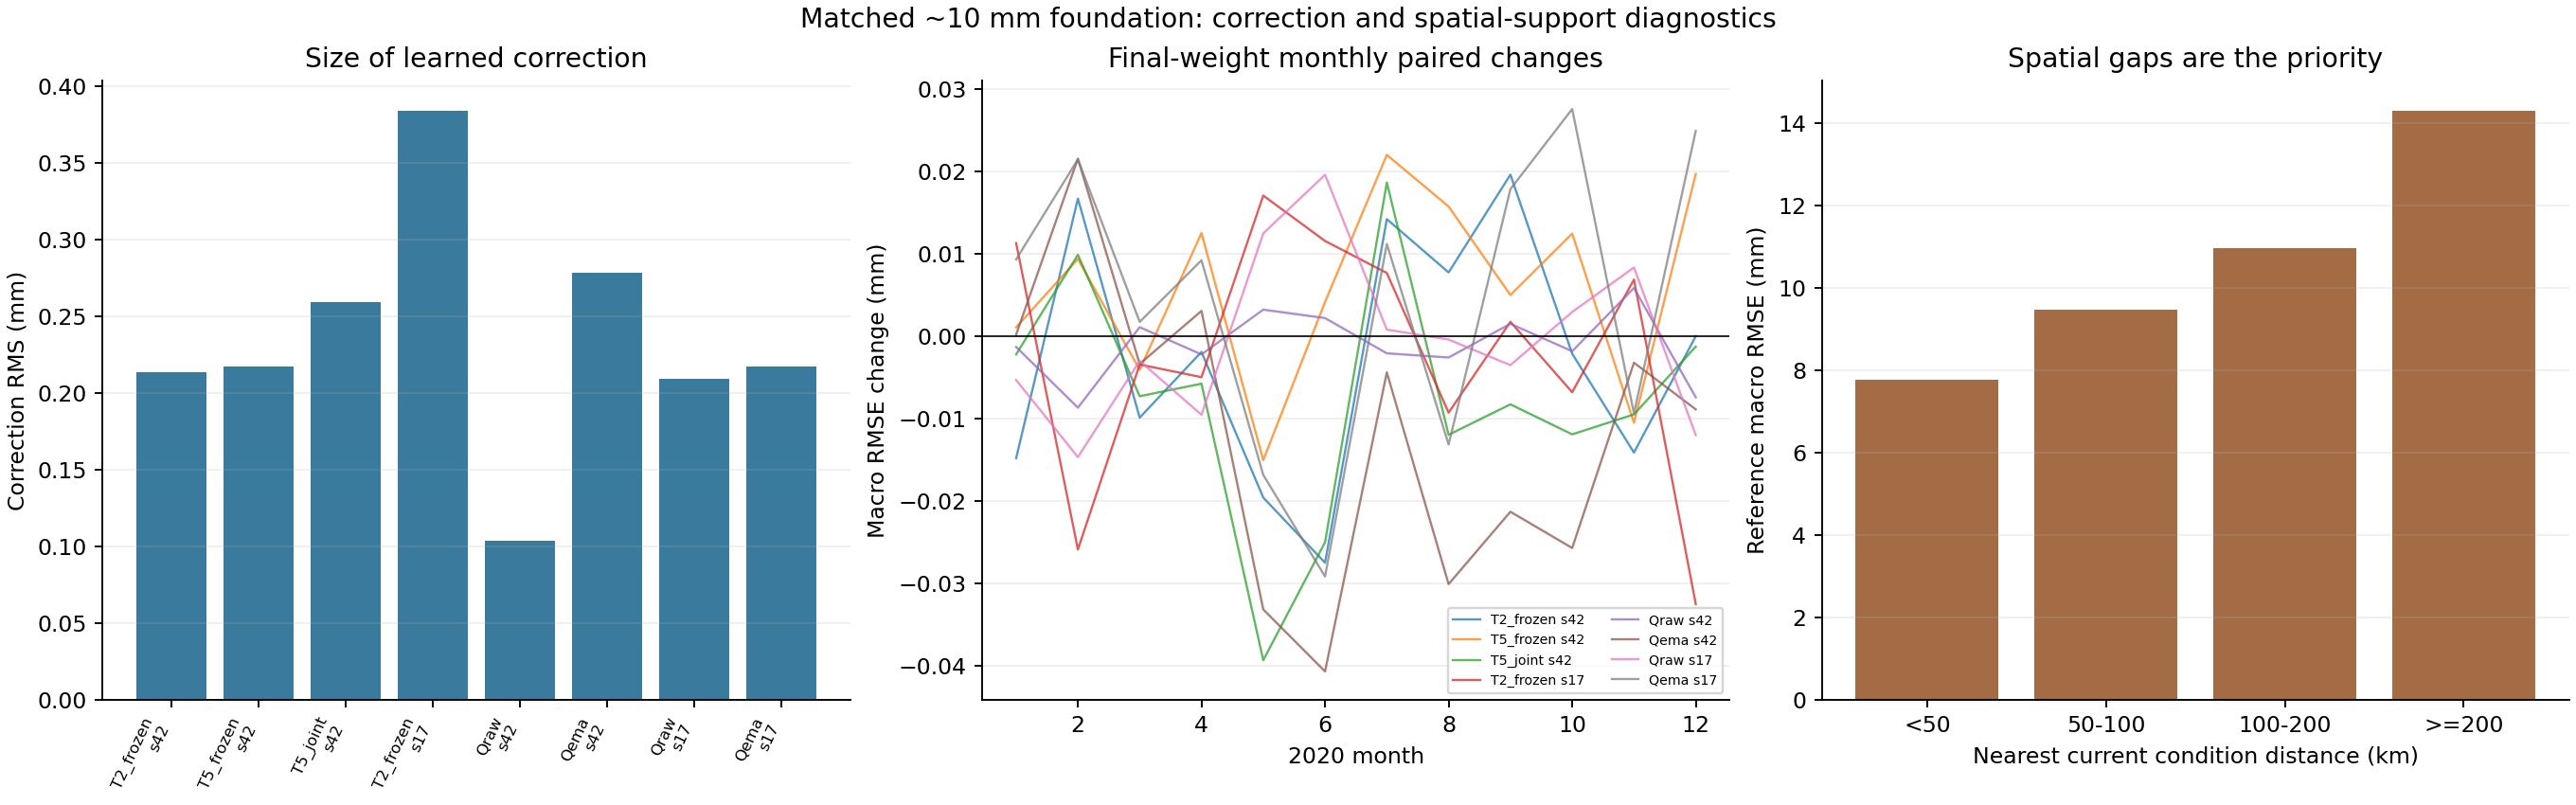 Matched ~10 mm foundation: correction and spatial-support diagnostics
Size of learned correction
Correction RMS (mm)
0.40
0.35
0.30
0.25
0.20
0.15
0.10
0.05
0.00
T2_frozen
s42
T5_frozen
s42
T5_joint
s42
T2_frozen
s17
Qraw
s42
Qema
s42
Qraw
s17
Qema
s17
Final-weight monthly paired changes
Macro RMSE change (mm)
0.03
0.02
0.01
0.00
−0.01
−0.02
−0.03
−0.04
T2_frozen s42
T5_frozen s42
T5_joint s42
T2_frozen s17
Qraw s42
Qema s42
Qraw s17
Qema s17
2 4 6 8 10 12
2020 month
Spatial gaps are the priority
Reference macro RMSE (mm)
14
12
10
8
6
4
2
0
<50 50-100 100-200 >=200
Nearest current condition distance (km)